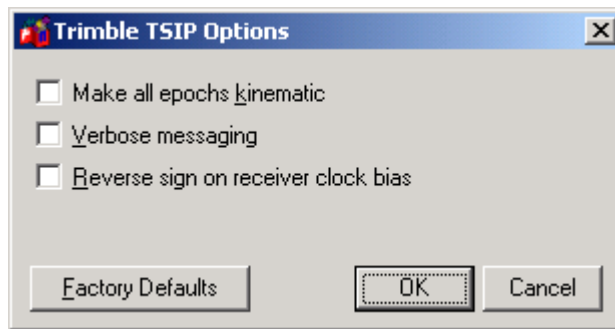 Trimble TSIP Options
Make all epochs kinematic
Verbose messaging
Reverse sign on receiver clock bias
Factory Defaults OK Cancel